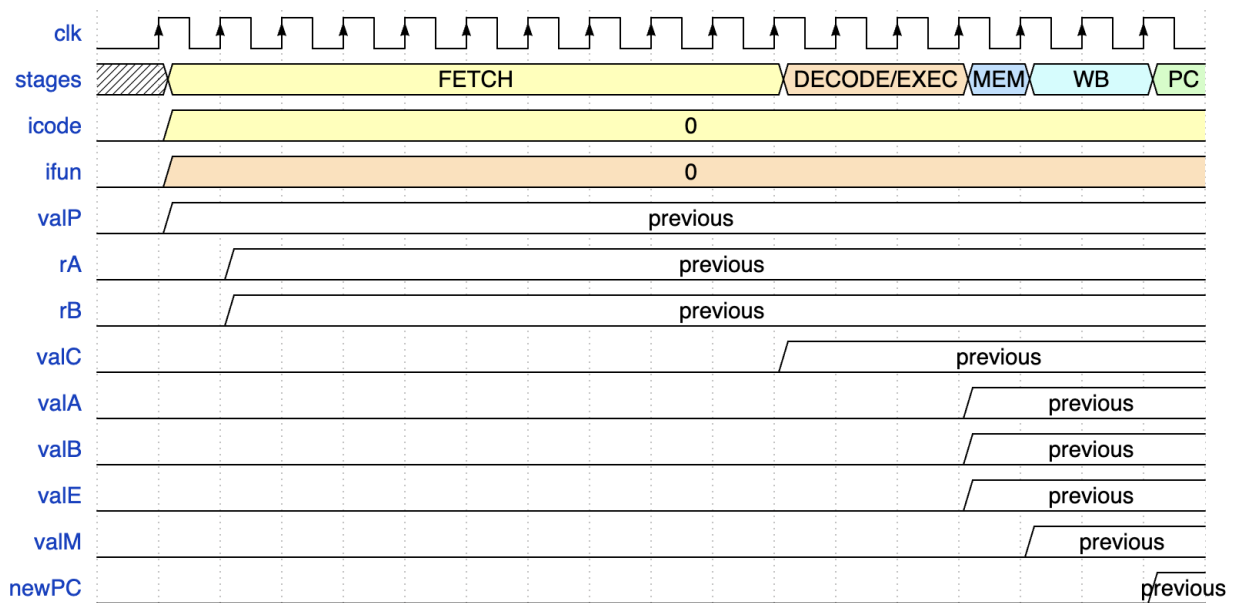 clk
stages FETCH DECODE/EXEC MEM WB PC
icode 0
ifun 0
valP previous
rA previous
rB previous
valC previous
valA previous
valB previous
valE previous
valM previous
newPC previous